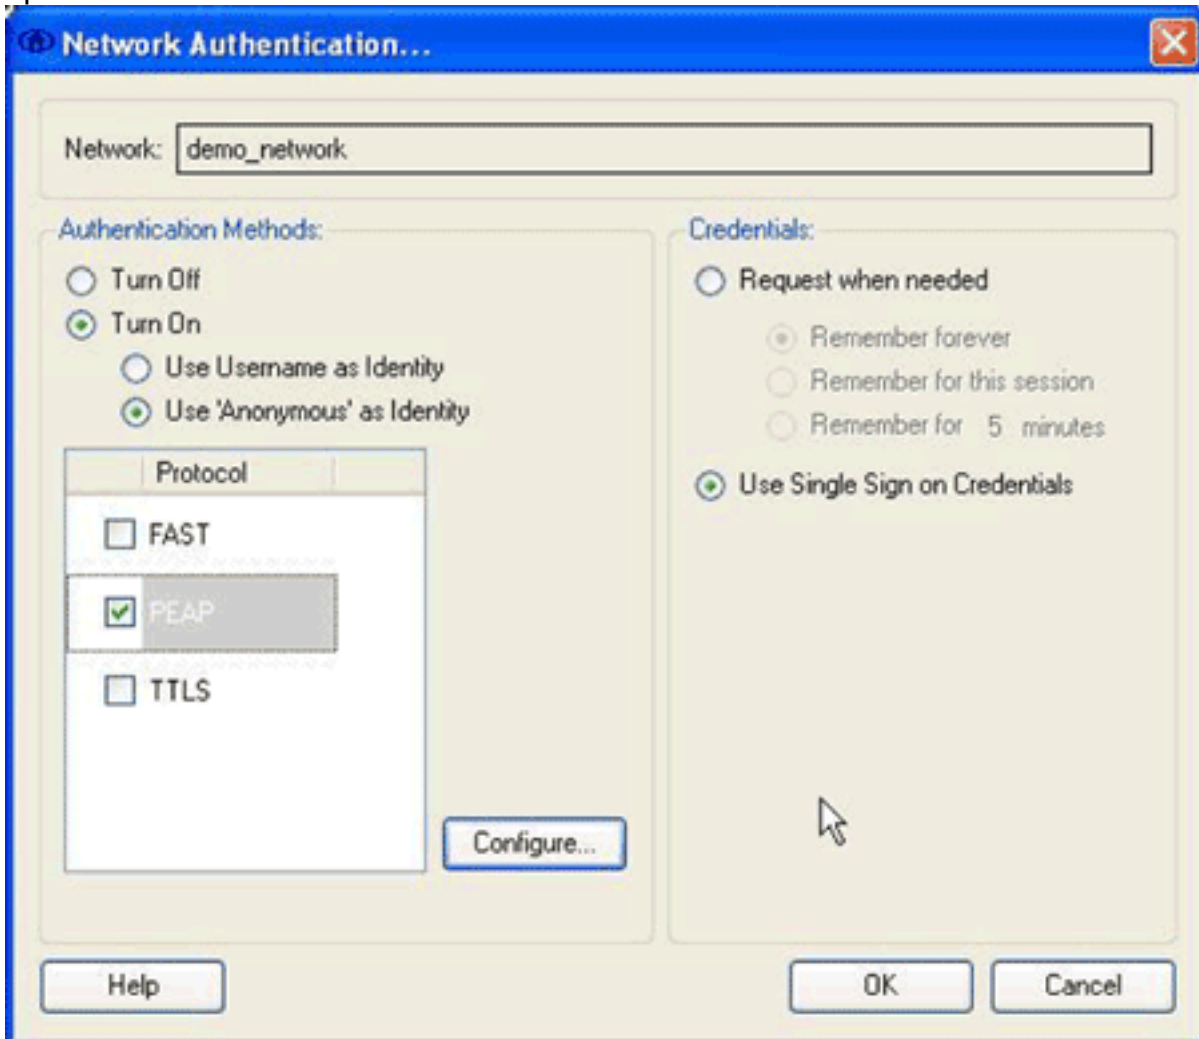 Network Authentication...
Network: demo_network
Authentication Methods:
Turn Off
Turn On
Use Username as Identity
Use 'Anonymous' as Identity
Protocol
FAST
PEAP
TTLS
Configure...
Credentials:
Request when needed
Remember forever
Remember for this session
Remember for 5 minutes
Use Single Sign on Credentials
Help
OK
Cancel